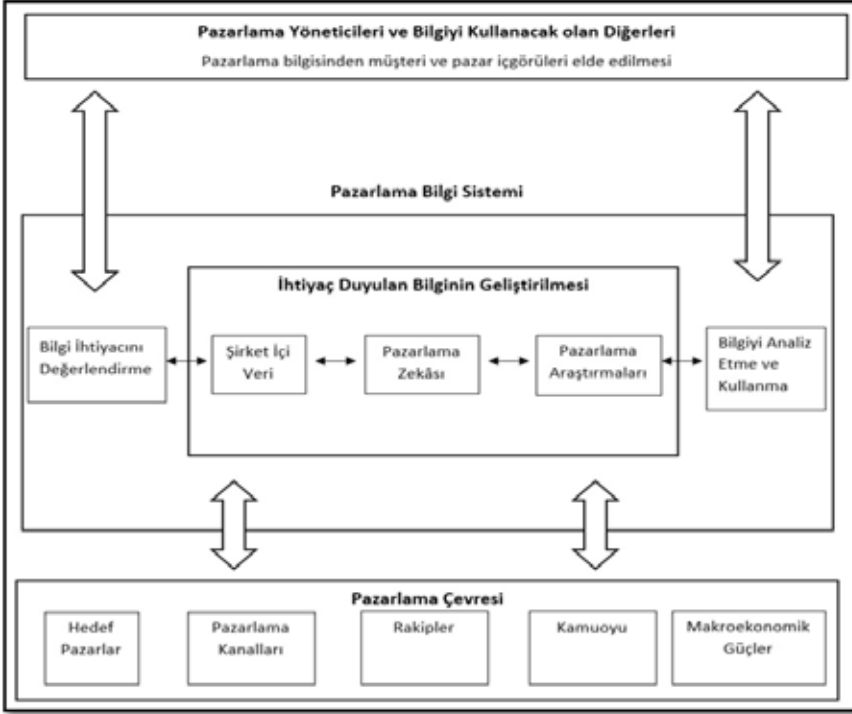 Pazarlama Yöneticileri ve Bilgiyi Kullanacak olan Diğerleri
Pazarlama bilgisinden müşteri ve pazar içgörüleri elde edilmesi
Pazarlama Bilgi Sistemi
İhtiyaç Duyulan Bilginin Geliştirilmesi
Bilgi İhtiyacını
Değerlendirme
Şirket İçi
Veri
Pazarlama
Zekâsı
Pazarlama
Araştırmaları
Bilgiyi Analiz
Etme ve
Kullanma
Pazarlama Çevresi
Hedef
Pazarlar
Pazarlama
Kanalları
Rakipler
Kamuoyu
Makroekonomik
Güçler